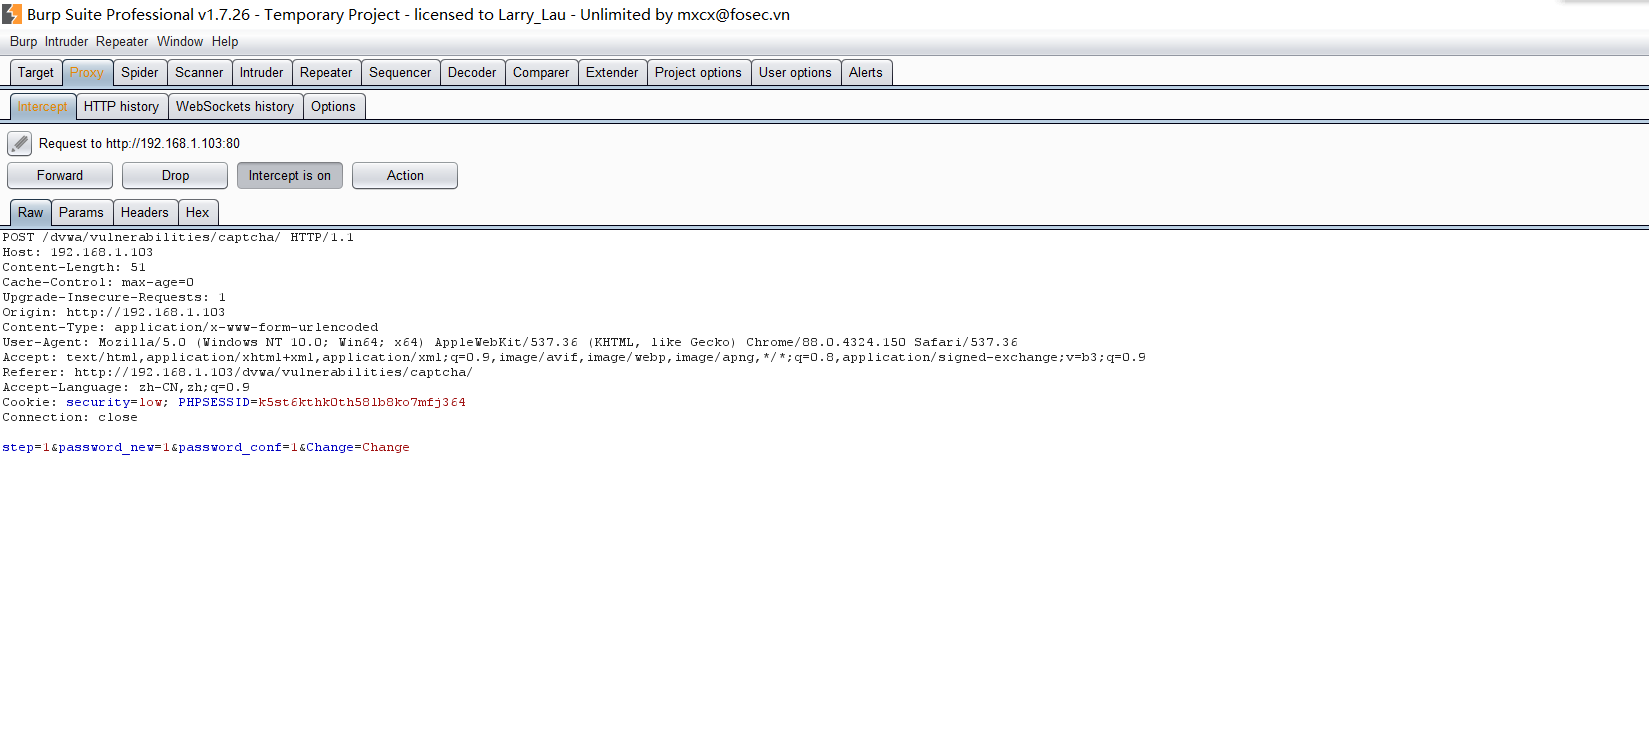 Burp Suite Professional v1.7.26 - Temporary Project - licensed to Larry_Lau - Unlimited by mxcx@fosec.vn
Burp Intruder Repeater Window Help
Target Proxy Spider Scanner Intruder Repeater Sequencer Decoder Comparer Extender Project options User options Alerts
Intercept HTTP history WebSockets history Options
Request to http://192.168.1.103:80
Forward Drop Intercept is on Action
Raw Params Headers Hex
POST /dvwa/vulnerabilities/captcha/ HTTP/1.1
Host: 192.168.1.103
Content-Length: 51
Cache-Control: max-age=0
Upgrade-Insecure-Requests: 1
Origin: http://192.168.1.103
Content-Type: application/x-www-form-urlencoded
User-Agent: Mozilla/5.0 (Windows NT 10.0; Win64; x64) AppleWebKit/537.36 (KHTML, like Gecko) Chrome/88.0.4324.150 Safari/537.36
Accept: text/html,application/xhtml+xml,application/xml;q=0.9,image/avif,image/webp,image/apng,*/*;q=0.8,application/signed-exchange;v=b3;q=0.9
Referer: http://192.168.1.103/dvwa/vulnerabilities/captcha/
Accept-Language: zh-CN,zh;q=0.9
Cookie: security=low; PHPSESSID=k5st6kthk0th58lb8ko7mfj364
Connection: close
step=1&password_new=1&password_conf=1&Change=Change